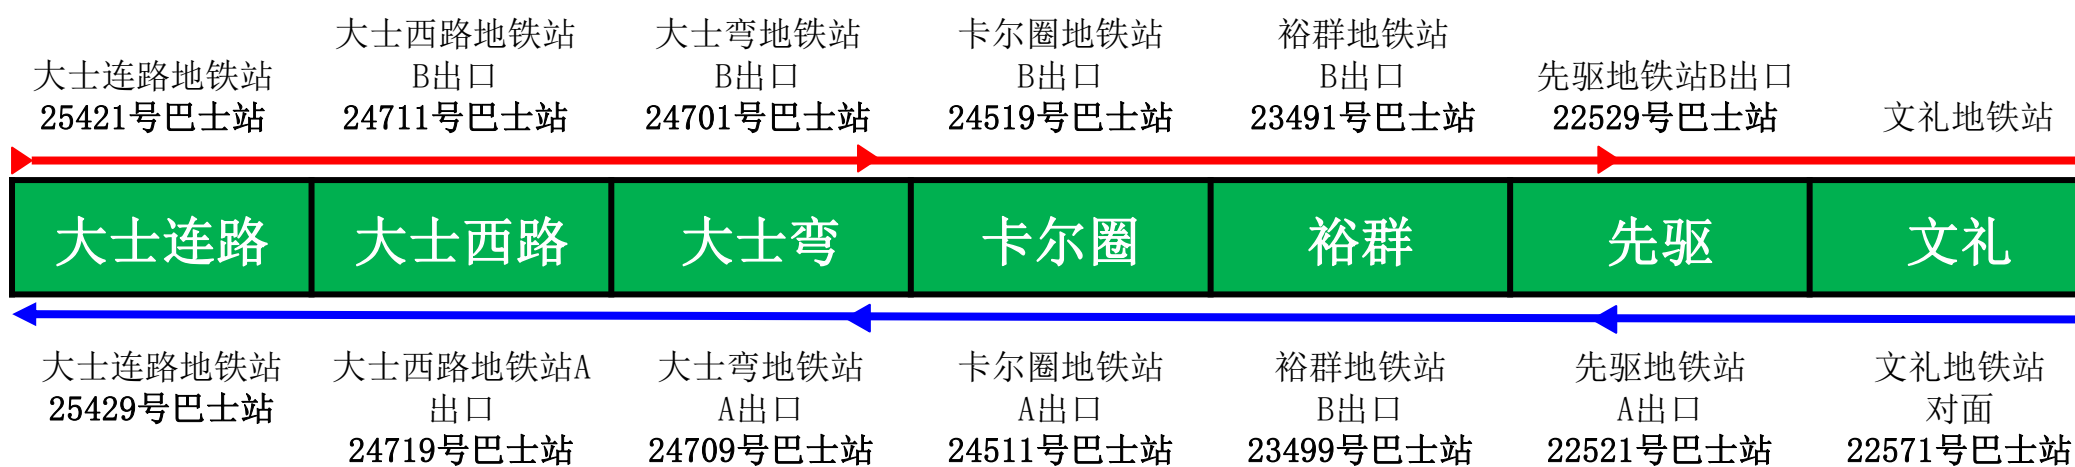 大士连路地铁站
25421号巴士站
大士西路地铁站
B出口
24711号巴士站
大士弯地铁站
B出口
24701号巴士站
卡尔圈地铁站
B出口
24519号巴士站
裕群地铁站
B出口
23491号巴士站
先驱地铁站B出口
22529号巴士站
文礼地铁站
大士连路
大士西路
大士弯
卡尔圈
裕群
先驱
文礼
大士连路地铁站
25429号巴士站
大士西路地铁站A
出口
24719号巴士站
大士弯地铁站
A出口
24709号巴士站
卡尔圈地铁站
A出口
24511号巴士站
裕群地铁站
B出口
23499号巴士站
先驱地铁站
A出口
22521号巴士站
文礼地铁站
对面
22571号巴士站